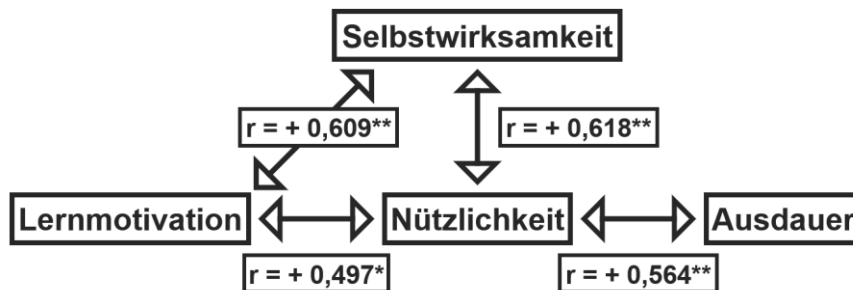 Selbstwirksamkeit
r = + 0,609**
r = + 0,618**
Lernmotivation
Nützlichkeit
Ausdauer
r = + 0,497*
r = + 0,564**